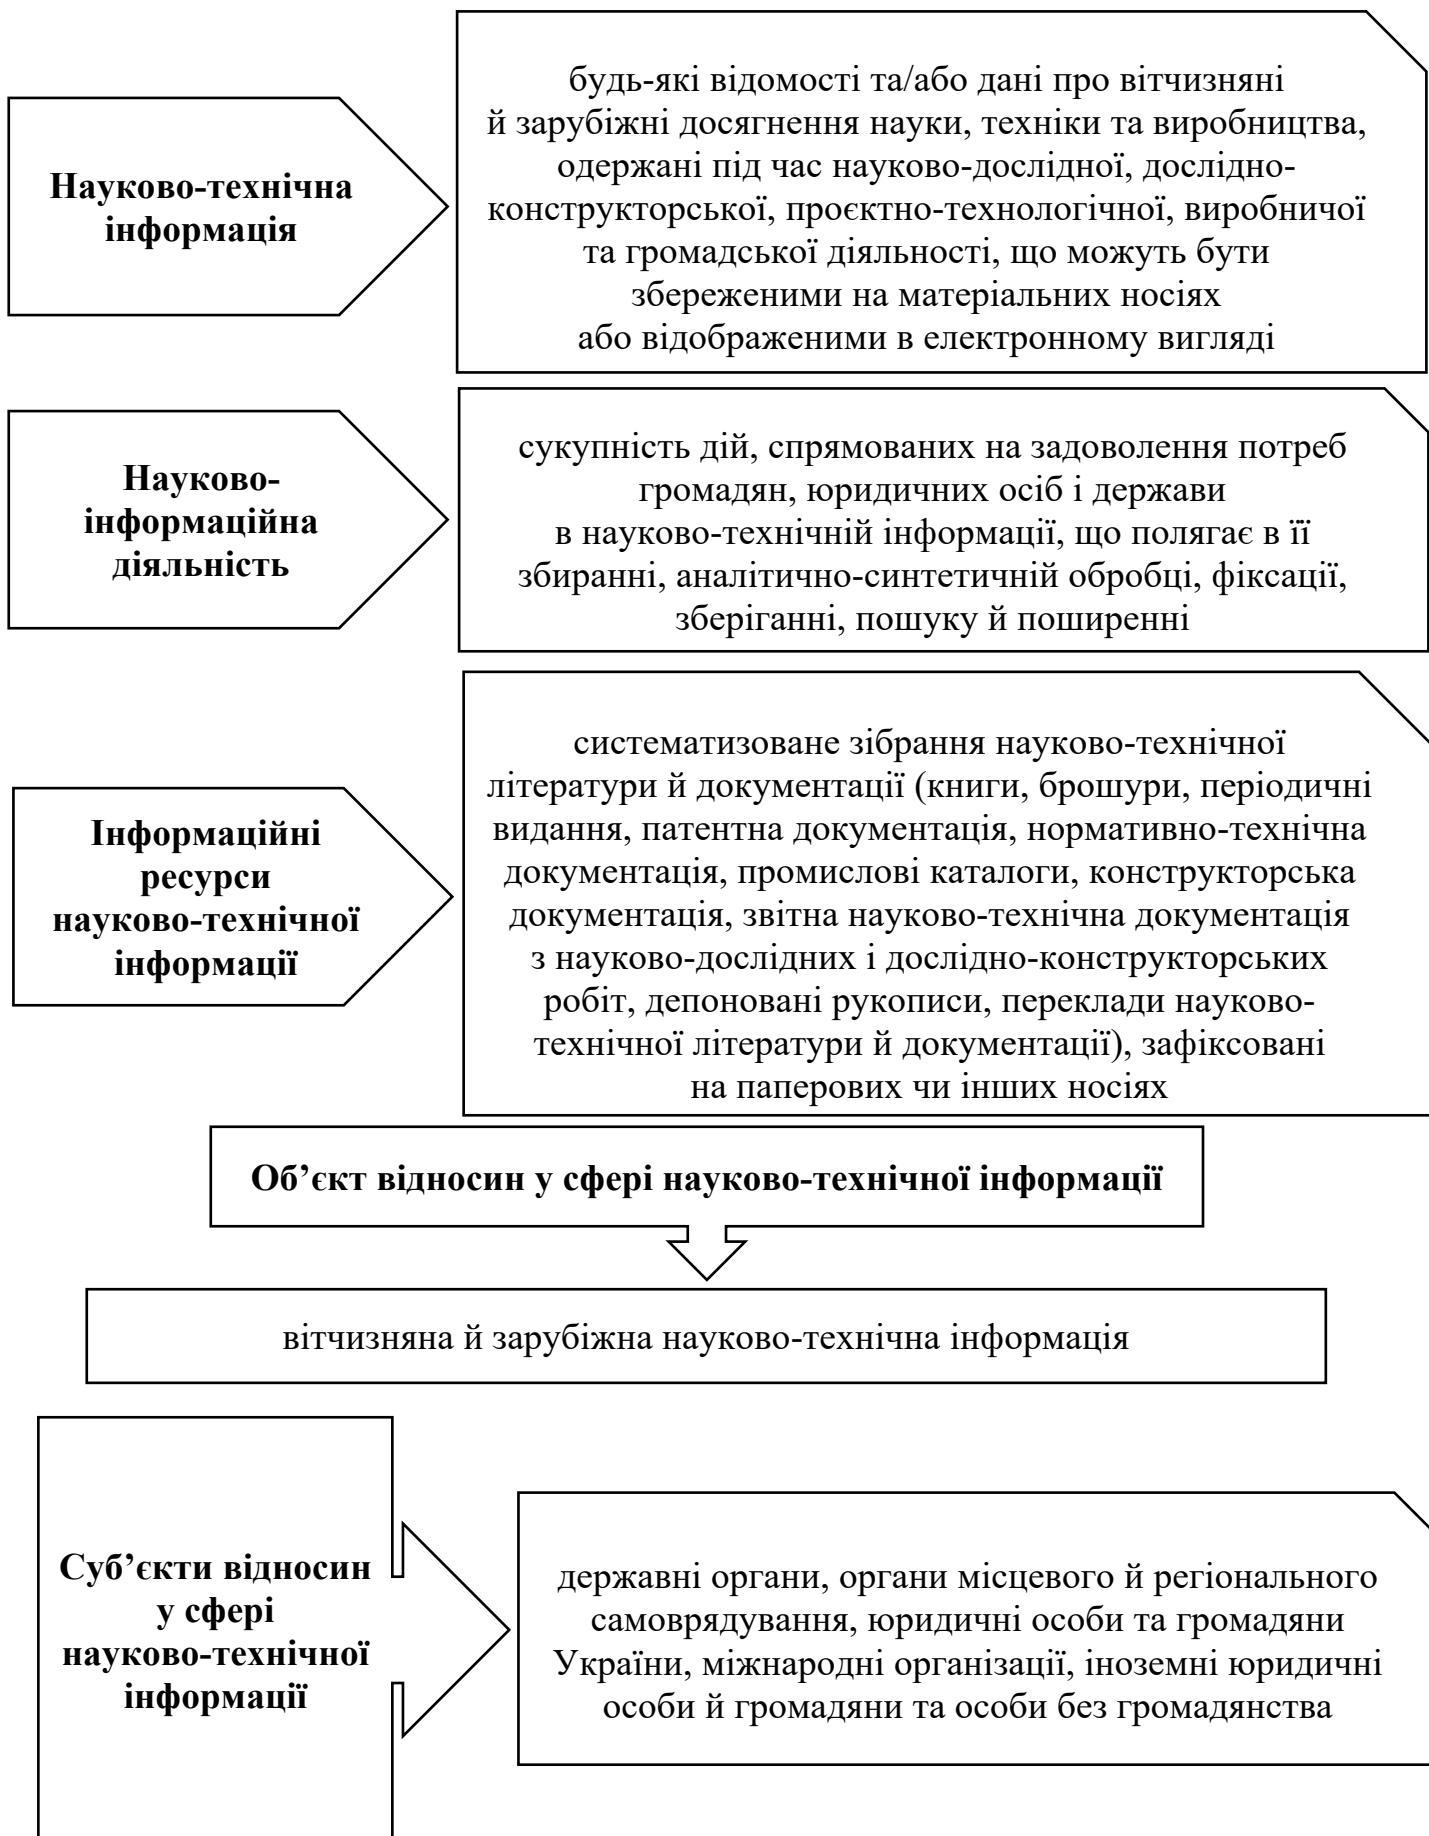 Науково-технічна
інформація
будь-які відомості та/або дані про вітчизняні
й зарубіжні досягнення науки, техніки та виробництва,
одержані під час науково-дослідної, дослідно-
конструкторської, проєктно-технологічної, виробничої
та громадської діяльності, що можуть бути
збереженими на матеріальних носіях
або відображеними в електронному вигляді
Науково-
інформаційна
діяльність
сукупність дій, спрямованих на задоволення потреб
громадян, юридичних осіб і держави
в науково-технічній інформації, що полягає в її
збиранні, аналітично-синтетичній обробці, фіксації,
зберіганні, пошуку й поширенні
Інформаційні
ресурси
науково-технічної
інформації
систематизоване зібрання науково-технічної
літератури й документації (книги, брошури, періодичні
видання, патентна документація, нормативно-технічна
документація, промислові каталоги, конструкторська
документація, звітна науково-технічна документація
з науково-дослідних і дослідно-конструкторських
робіт, депоновані рукописи, переклади науково-
технічної літератури й документації), зафіксовані
на паперових чи інших носіях
Об’єкт відносин у сфері науково-технічної інформації
вітчизняна й зарубіжна науково-технічна інформація
Суб’єкти відносин
у сфері
науково-технічної
інформації
державні органи, органи місцевого й регіонального
самоврядування, юридичні особи та громадяни
України, міжнародні організації, іноземні юридичні
особи й громадяни та особи без громадянства